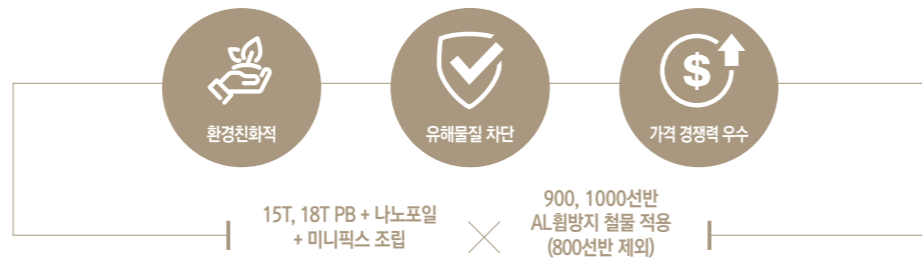 환경친화적
유해물질 차단
$
가격 경쟁력 우수
15T, 18T PB + 나노포일
+ 미니픽스 조립
900, 1000선반
AL휨방지 철물 적용
(800선반 제외)